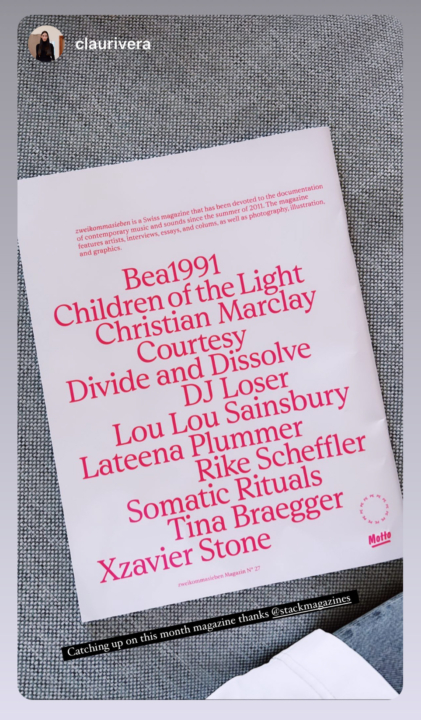 claurivera
zweikommasieben is a Swiss magazine that has been devoted to the documentation
of contemporary music and sounds since the summer of 2011. The magazine
features artists, interviews, essays, and colums, as well as photography, illustration,
and graphics.
Bea1991
Children of the Light
Christian Marclay
Courtesy
Divide and Dissolve
DJ Loser
Lou Lou Sainsbury
Lateena Plummer
Rike Scheffler
Somatic Rituals
Tina Braegger
Xzavier Stone
Motto
zweikommasieben Magazin N° 27
Catching up on this month magazine thanks @stackmagazines